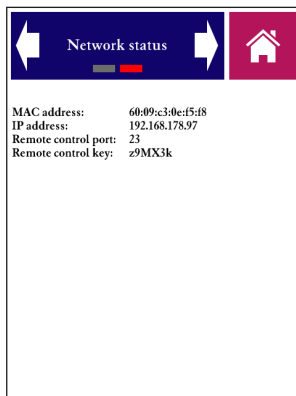 Network status
MAC address: 60:09:c3:0e:f5:f8
IP address: 192.168.178.97
Remote control port: 23
Remote control key: z9MX3k